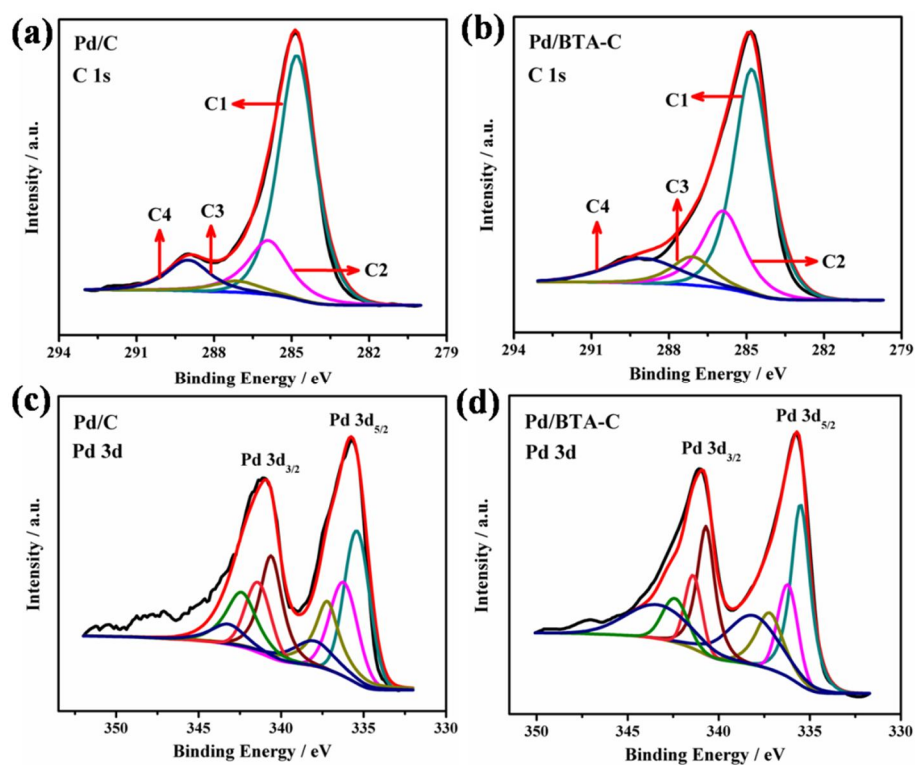 (a)
Pd/C
C 1s
C1
C4
C3
C2
Intensity / a.u.
294 291 288 285 282 279
Binding Energy / eV
(b)
Pd/BTA-C
C 1s
C1
C3
C4
C2
Intensity / a.u.
294 291 288 285 282 279
Binding Energy / eV
(c)
Pd/C
Pd 3d
Pd 3d5/2
Pd 3d3/2
Intensity / a.u.
350 345 340 335 330
Binding Energy / eV
(d)
Pd/BTA-C
Pd 3d
Pd 3d5/2
Pd 3d3/2
Intensity / a.u.
350 345 340 335 330
Binding Energy / eV